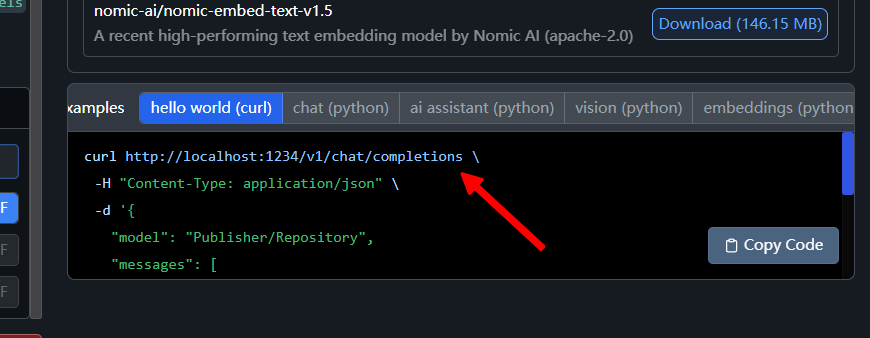 els
nomic-ai/nomic-embed-text-v1.5
A recent high-performing text embedding model by Nomic AI (apache-2.0)
Download (146.15 MB)
xamples
hello world (curl)
chat (python)
ai assistant (python)
vision (python)
embeddings (python
curl http://localhost:1234/v1/chat/completions \
-H "Content-Type: application/json" \
-d '{
"model": "Publisher/Repository",
"messages": [
Copy Code
F
F
F